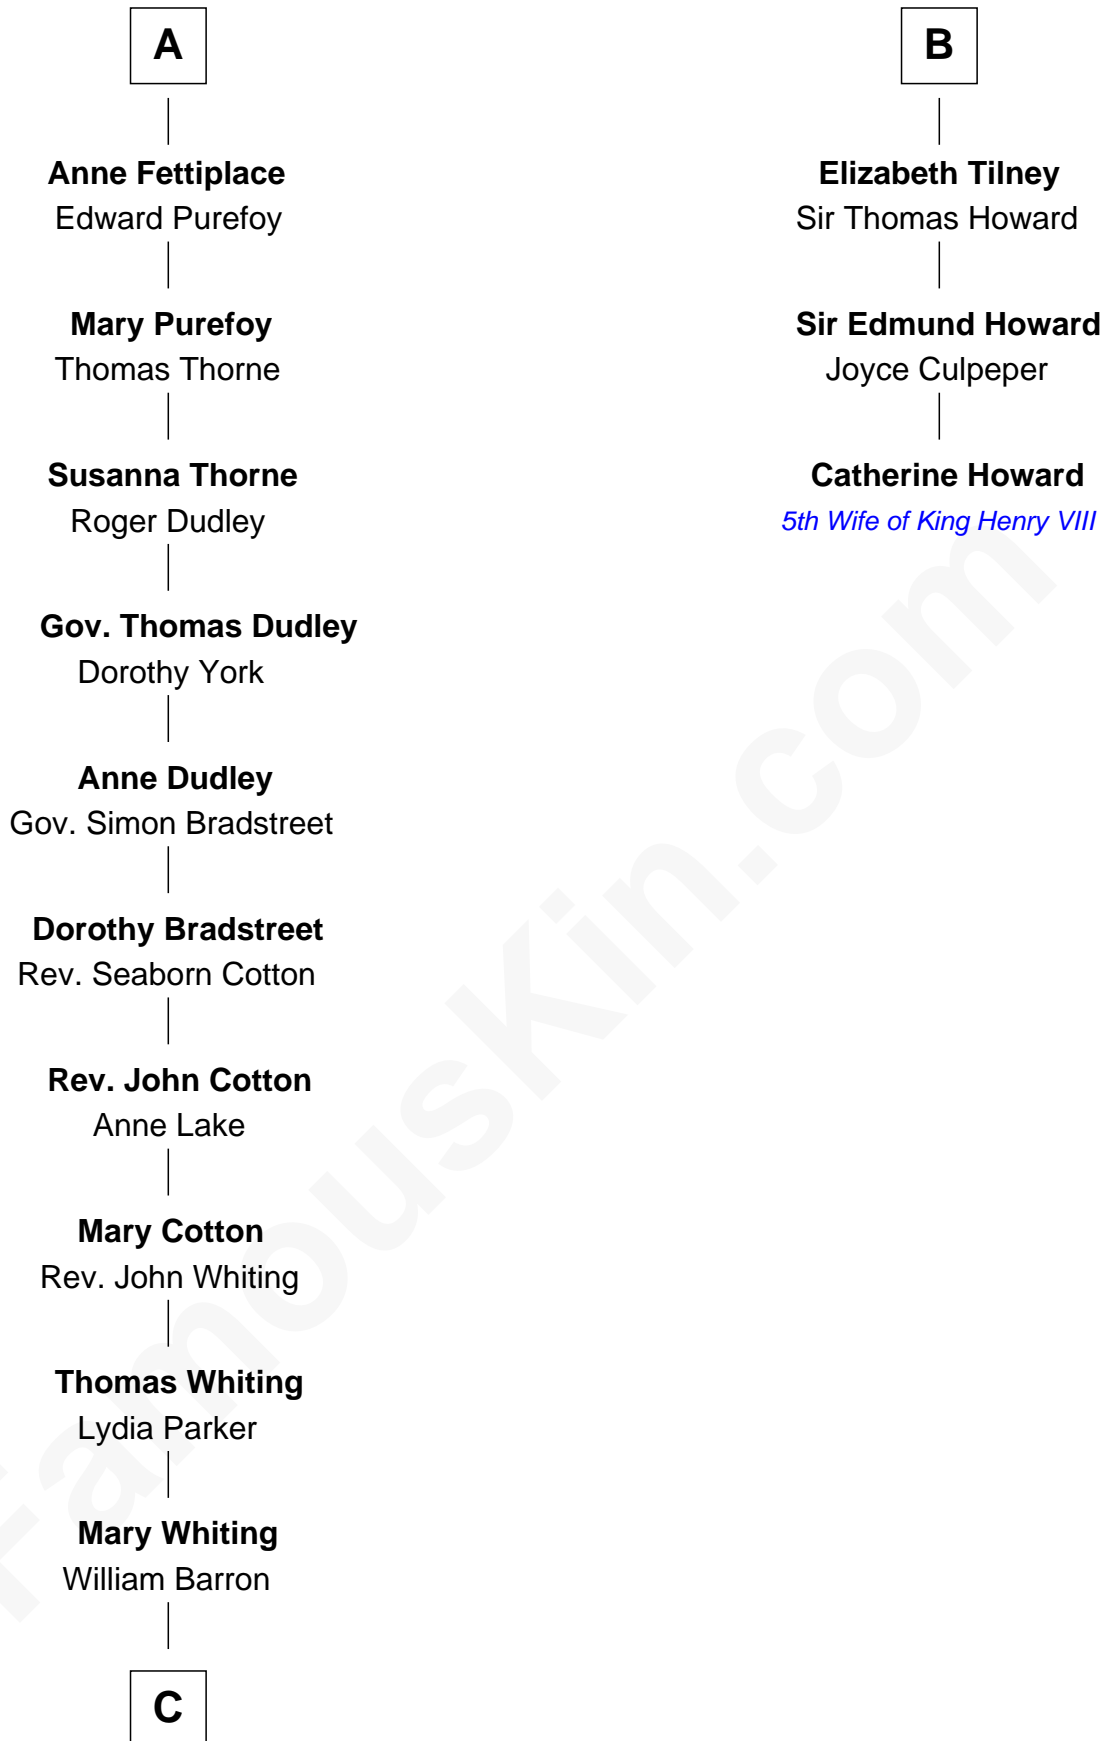 A
Anne Fettiplace
Edward Purefoy
Mary Purefoy
Thomas Thorne
Susanna Thorne
Roger Dudley
Gov. Thomas Dudley
Dorothy York
Anne Dudley
Gov. Simon Bradstreet
Dorothy Bradstreet
Rev. Seaborn Cotton
Rev. John Cotton
Anne Lake
Mary Cotton
Rev. John Whiting
Thomas Whiting
Lydia Parker
Mary Whiting
William Barron
C
B
Elizabeth Tilney
Sir Thomas Howard
Sir Edmund Howard
Joyce Culpeper
Catherine Howard
5th Wife of King Henry VIII
FamousKin.com